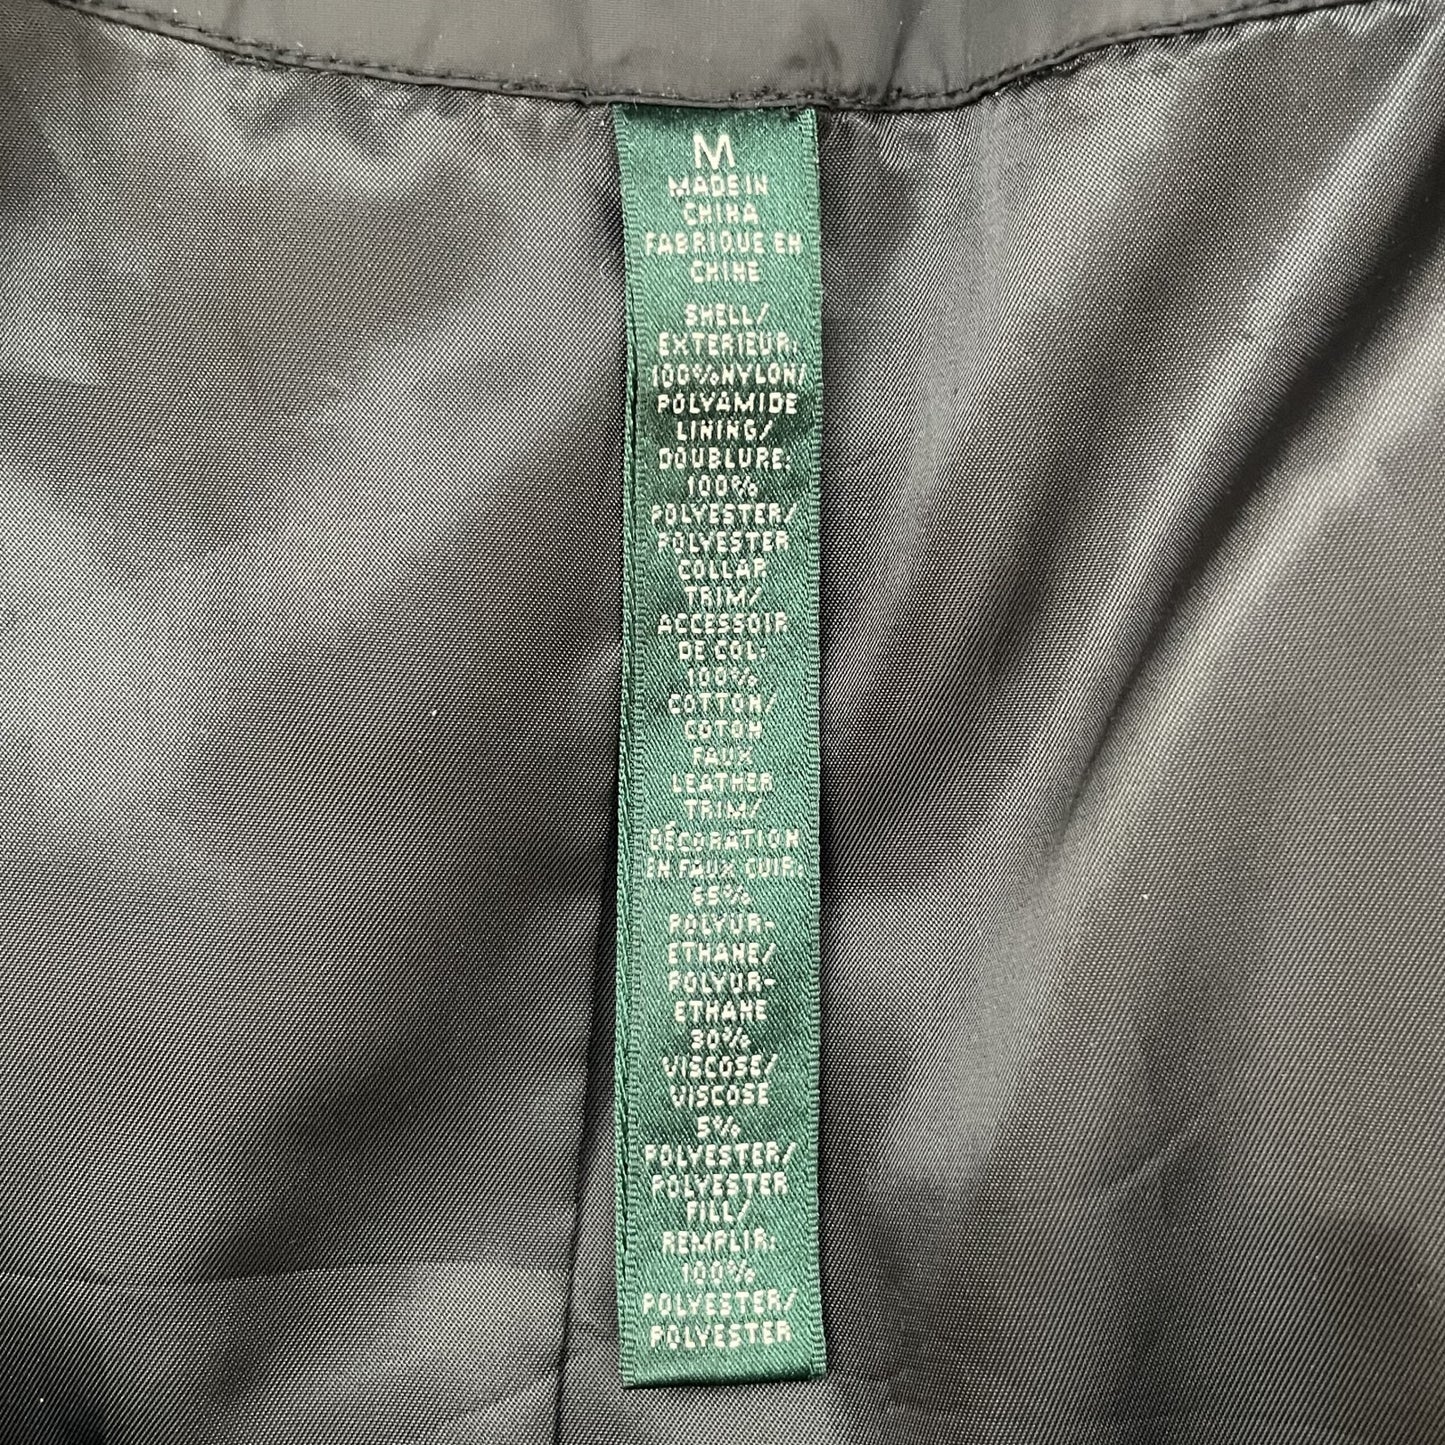 M
MADE IN
CHINA
FABRIQUE EN
CHINE
SHELL/
EXTERIEUR:
100%NYLON/
POLYAMIDE
LINING/
DOUBLURE:
100%
POLYESTER/
POLYESTER
COLLAR
TRIM/
ACCESSOIR
DE COL:
100%
COTTON/
COTON
FAUX
LEATHER
TRIM/
DÉCORATION
EN FAUX CUIR:
65%
POLYUR-
ETHANE/
POLYUR-
ETHANE
30%
VISCOSE/
VISCOSE
5%
POLYESTER/
POLYESTER
FILL/
REMPLIR:
100%
POLYESTER/
POLYESTER